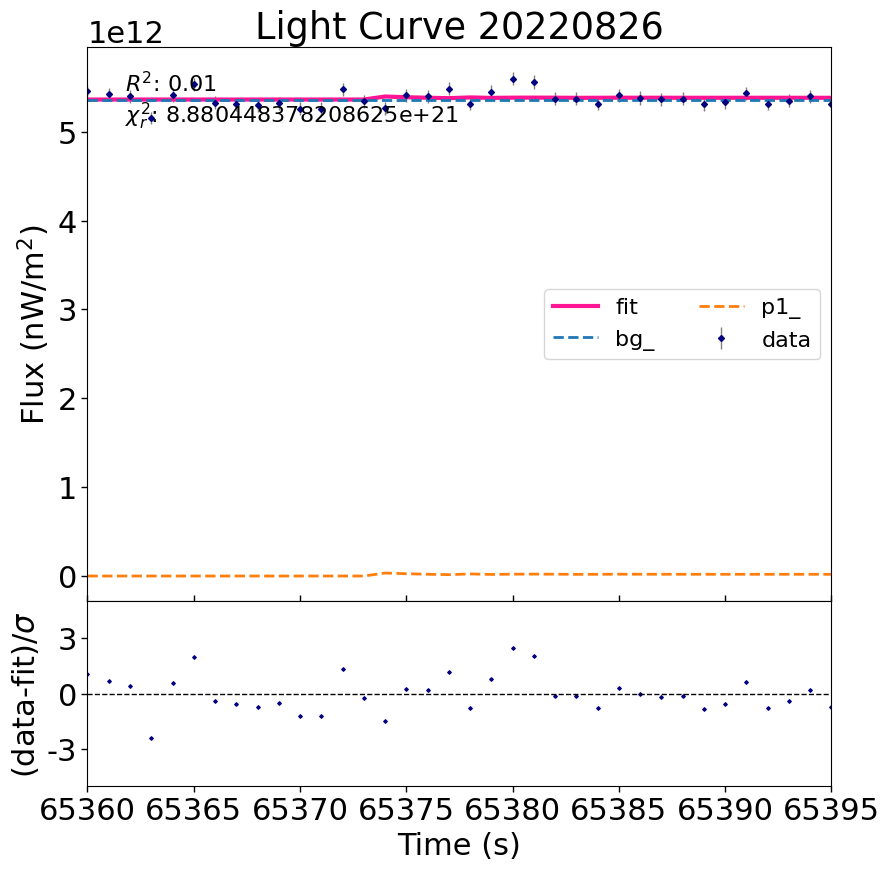 Light Curve 20220826
1e12
R²: 0.01
χ²ᵣ: 8.880448378208625e+21
5
4
3
2
1
0
Flux (nW/m²)
fit
bg_
p1_
data
3
0
-3
(data-fit)/σ
65360 65365 65370 65375 65380 65385 65390 65395
Time (s)